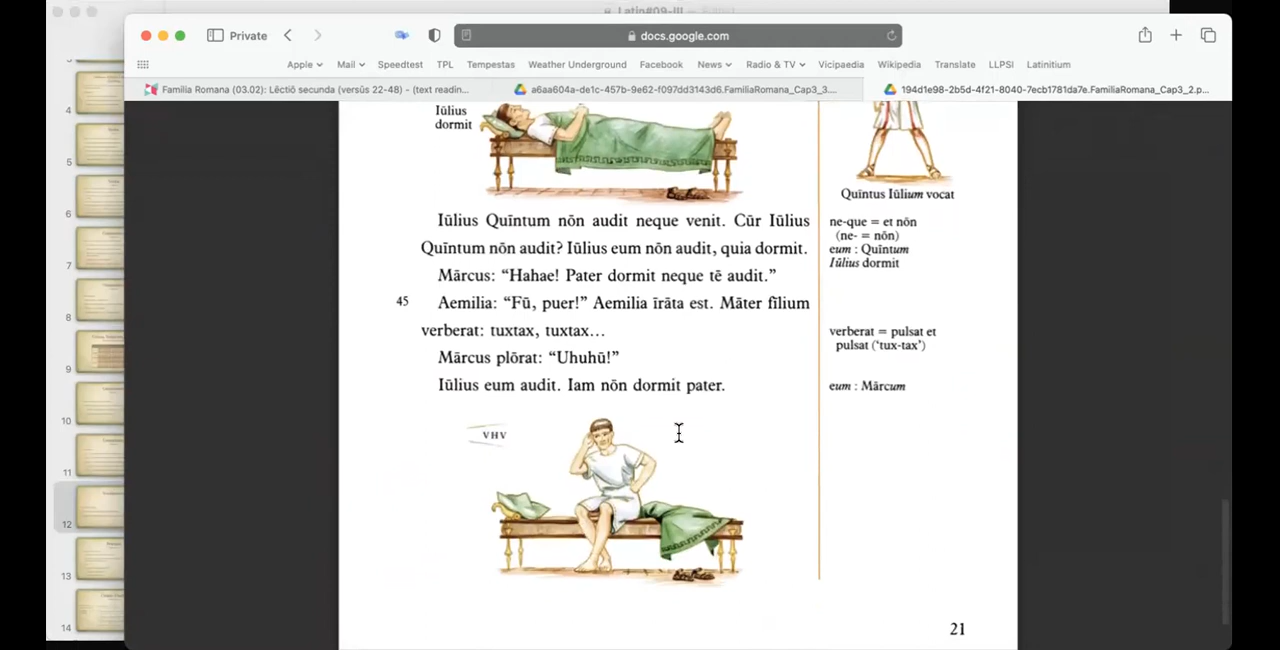 Latin#09-III
Private
docs.google.com
Apple
Mail
Speedtest
TPL
Tempestas
Weather Underground
Facebook
News
Radio & TV
Vicipaedia
Wikipedia
Translate
LLPSI
Latinitium
Familia Romana (03.02): Lēctiō secunda (versūs 22-48) - (text readin...
a6aa604a-de1c-457b-9e62-f097dd3143d6.FamiliaRomana_Cap3_3....
194d1e98-2b5d-4f21-8040-7ecb1781da7e.FamiliaRomana_Cap3_2.p...
4
5
6
7
8
9
10
11
12
13
14
Iūlius
dormit
Quīntus Iūlium vocat
Iūlius Quīntum nōn audit neque venit. Cūr Iūlius
Quīntum nōn audit? Iūlius eum nōn audit, quia dormit.
Mārcus: “Hahae! Pater dormit neque tē audit.”
45 Aemilia: “Fū, puer!” Aemilia īrāta est. Māter fīlium
verberat: tuxtax, tuxtax...
Mārcus plōrat: “Uhuhū!”
Iūlius eum audit. Iam nōn dormit pater.
ne-que = et nōn
(ne- = nōn)
eum : Quīntum
Iūlius dormit
verberat = pulsat et
pulsat (‘tux-tax’)
eum : Mārcum
VHV
21